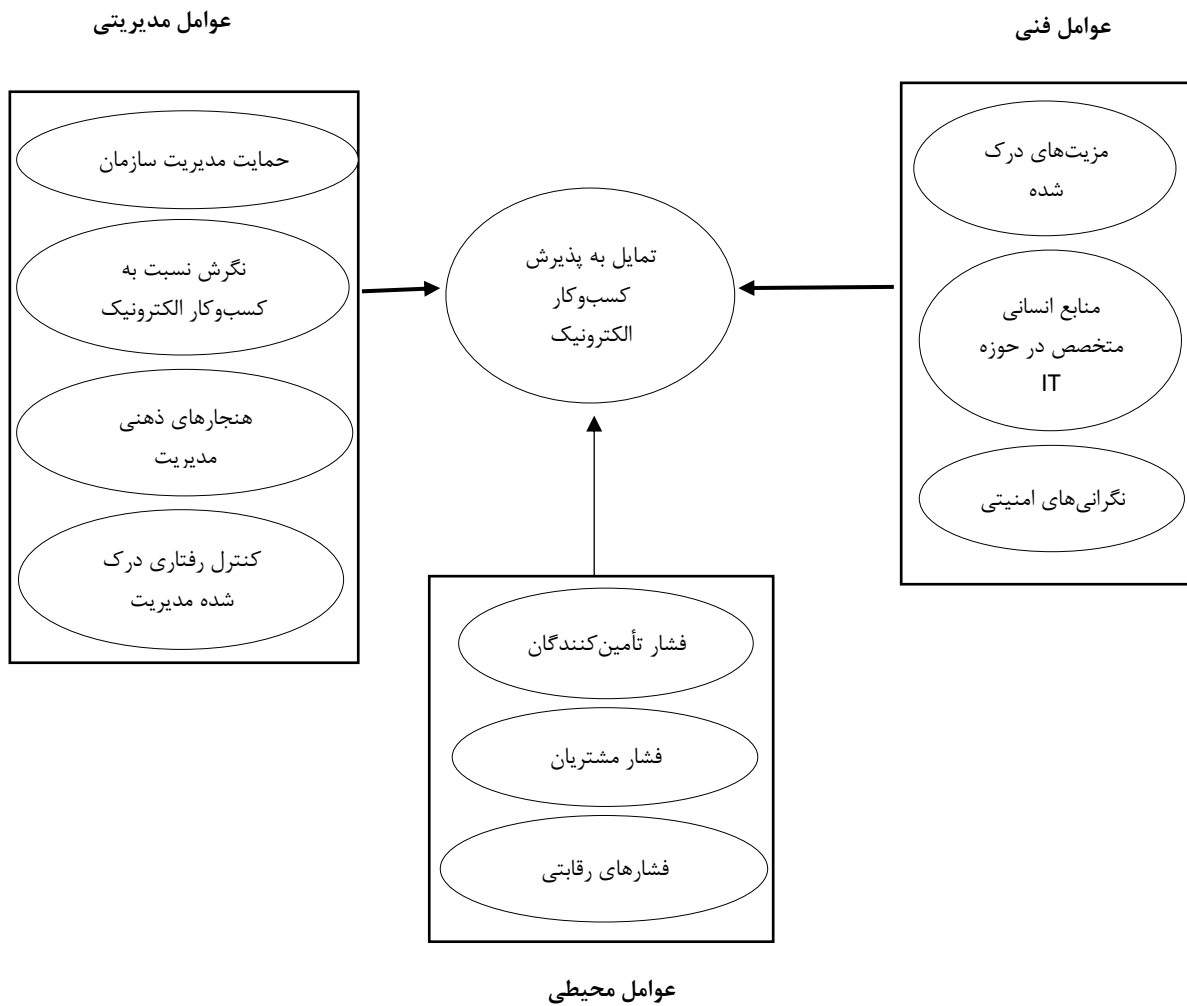 عوامل فنی
مزیت‌های درک
شده
منابع انسانی
متخصص در حوزه
IT
نگرانی‌های امنیتی
تمایل به پذیرش
کسب‌وکار
الکترونیک
عوامل مدیریتی
حمایت مدیریت سازمان
نگرش نسبت به
کسب‌وکار الکترونیک
هنجارهای ذهنی
مدیریت
کنترل رفتاری درک
شده مدیریت
فشار تأمین‌کنندگان
فشار مشتریان
فشارهای رقابتی
عوامل محیطی